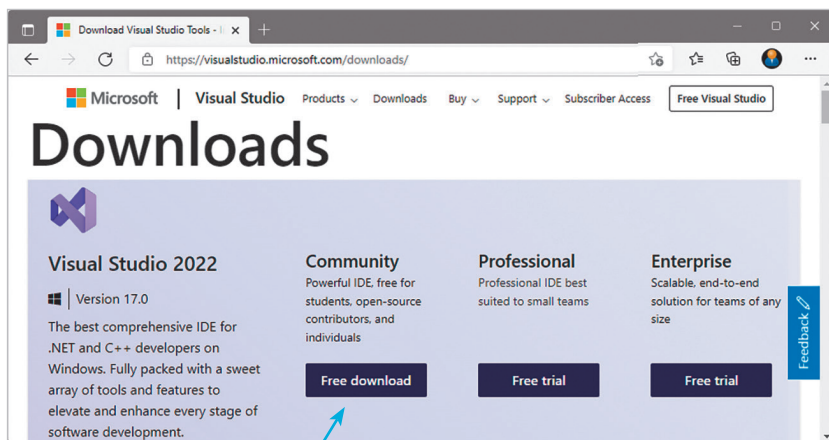 Download Visual Studio Tools - I
https://visualstudio.microsoft.com/downloads/
Microsoft | Visual Studio Products Downloads Buy Support Subscriber Access Free Visual Studio
Downloads
Visual Studio 2022
Version 17.0
The best comprehensive IDE for
.NET and C++ developers on
Windows. Fully packed with a sweet
array of tools and features to
elevate and enhance every stage of
software development.
Community
Powerful IDE, free for
students, open-source
contributors, and
individuals
Free download
Professional
Professional IDE best
suited to small teams
Free trial
Enterprise
Scalable, end-to-end
solution for teams of any
size
Free trial
Feedback